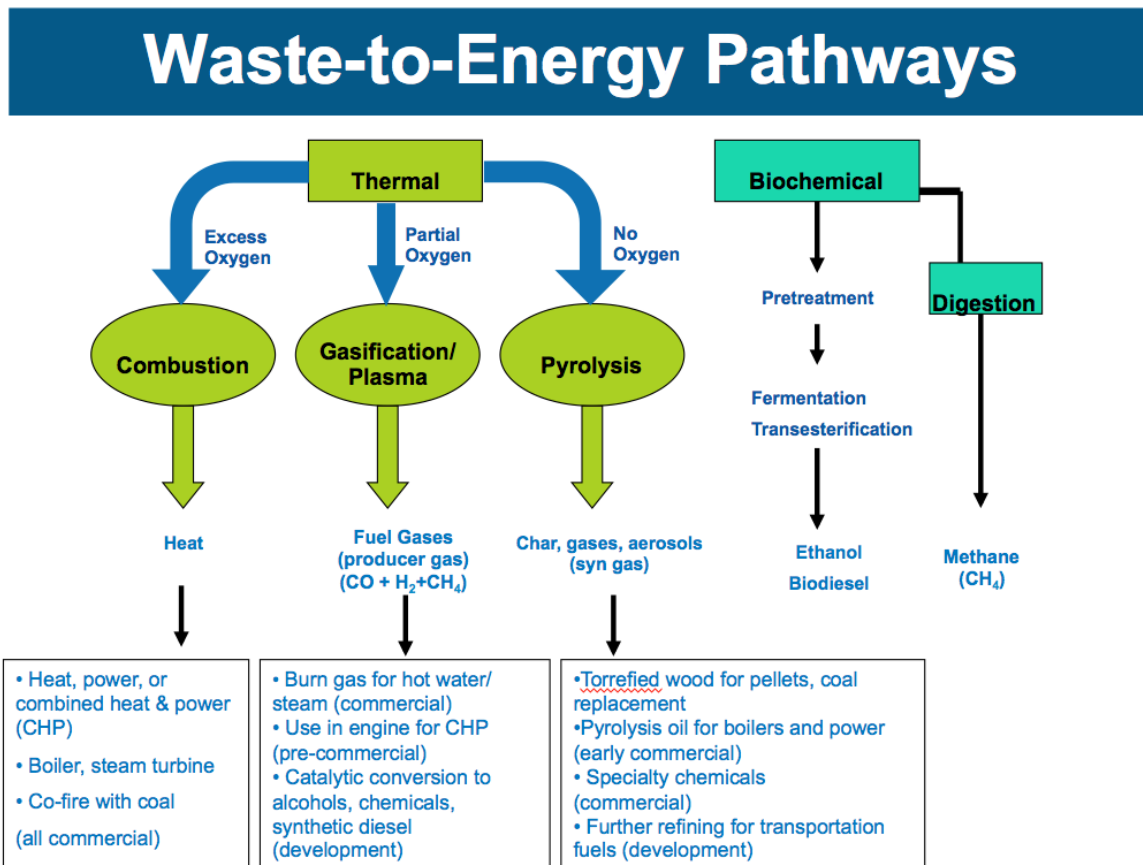 Waste-to-Energy Pathways
Thermal
Biochemical
Excess
Oxygen
Partial
Oxygen
No
Oxygen
Pretreatment
Digestion
Combustion
Gasification/
Plasma
Pyrolysis
Fermentation
Transesterification
Heat
Fuel Gases
(producer gas)
(CO + H₂+CH₄)
Char, gases, aerosols
(syn gas)
Ethanol
Biodiesel
Methane
(CH₄)
• Heat, power, or
combined heat & power
(CHP)
• Boiler, steam turbine
• Co-fire with coal
(all commercial)
• Burn gas for hot water/
steam (commercial)
• Use in engine for CHP
(pre-commercial)
• Catalytic conversion to
alcohols, chemicals,
synthetic diesel
(development)
•Torrefied wood for pellets, coal
replacement
•Pyrolysis oil for boilers and power
(early commercial)
• Specialty chemicals
(commercial)
• Further refining for transportation
fuels (development)